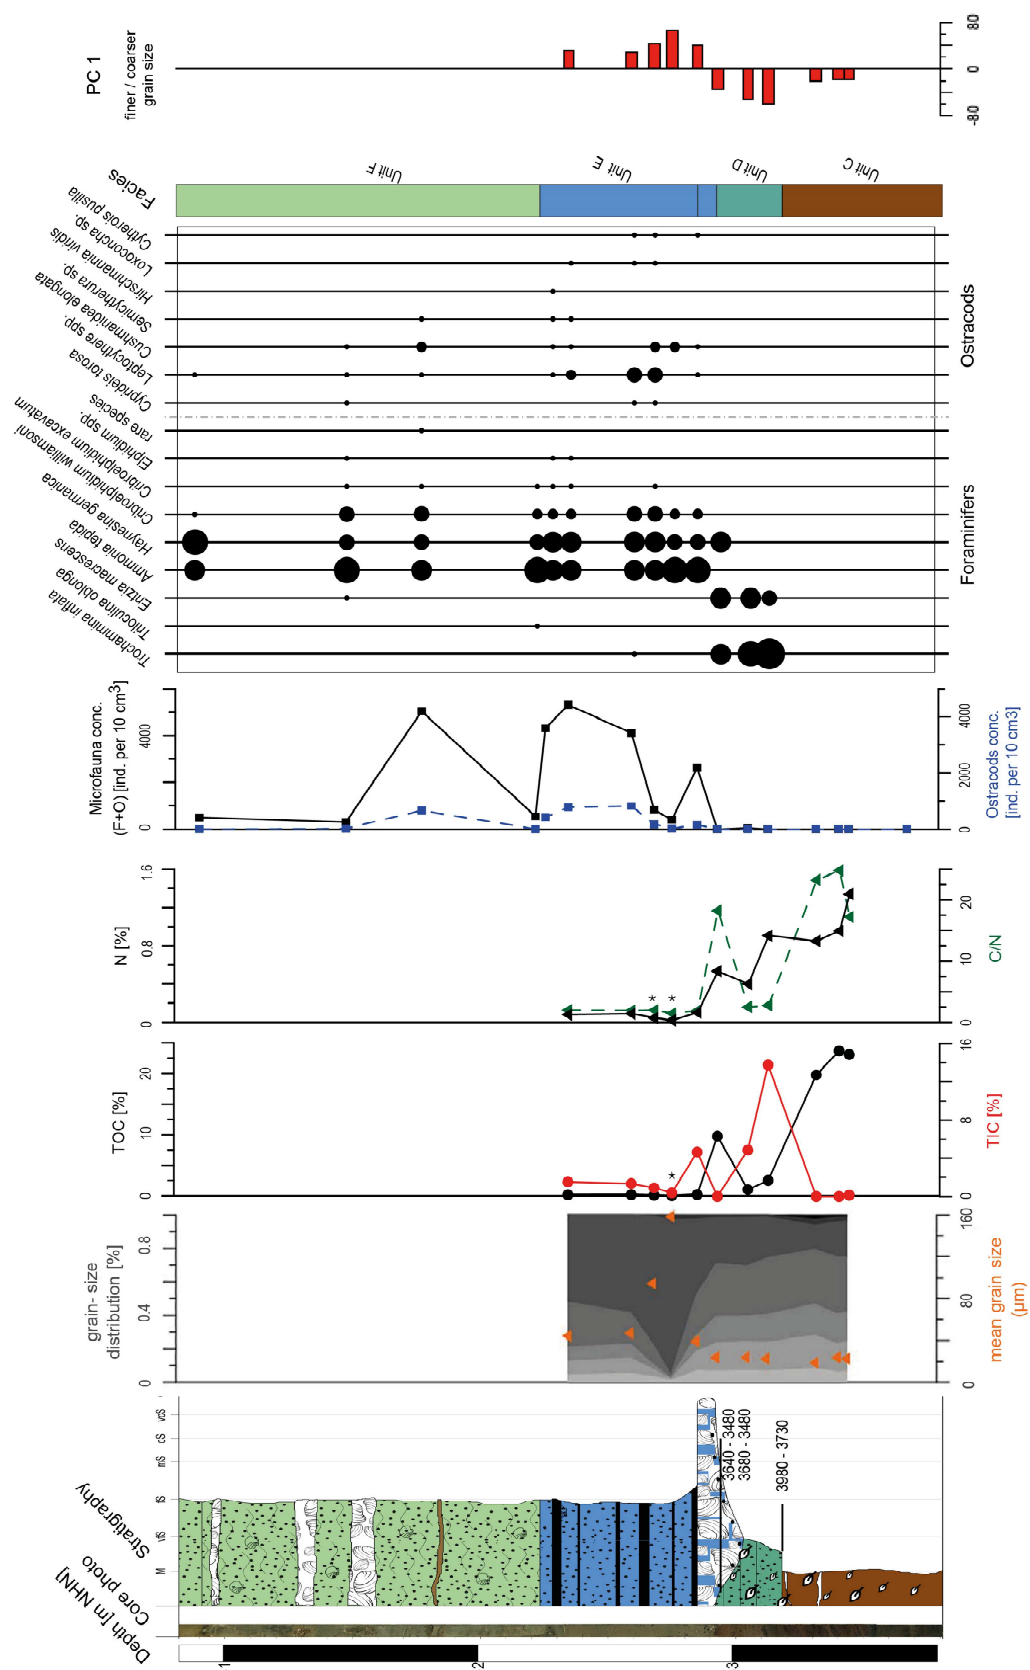 PC 1
finer / coarser
grain size
80
0
-80
Facies
Unit F
Unit E
Unit D
Unit C
Cytherois pusilla
Loxoconcha sp.
Hirschmannia viridis
Semicytherura sp.
Cushmanidea elongata
Leptocythere spp.
Cyprideis torosa
rare species
Elphidium spp.
Cribroelphidium excavatum
Cribroelphidium williamsoni
Haynesina germanica
Ammonia tepida
Entzia macrescens
Triloculina oblonga
Trochammina inflata
Ostracods
Foraminifers
Microfauna conc.
(F+O) [ind. per 10 cm3]
4000
0
4000
2000
0
Ostracods conc.
[ind. per 10 cm3]
N [%]
1.6
0.8
0
* *
20
10
0
C/N
TOC [%]
20
10
0
*
16
8
0
TIC [%]
grain- size
distribution [%]
0.8
0.4
0
160
80
0
mean grain size
(µm)
Stratigraphy
vcS
cS
mS
fS
vfS
M
3640 - 3480
3680 - 3480
3980 - 3730
Core photo
Depth [m NHN]
1
2
3